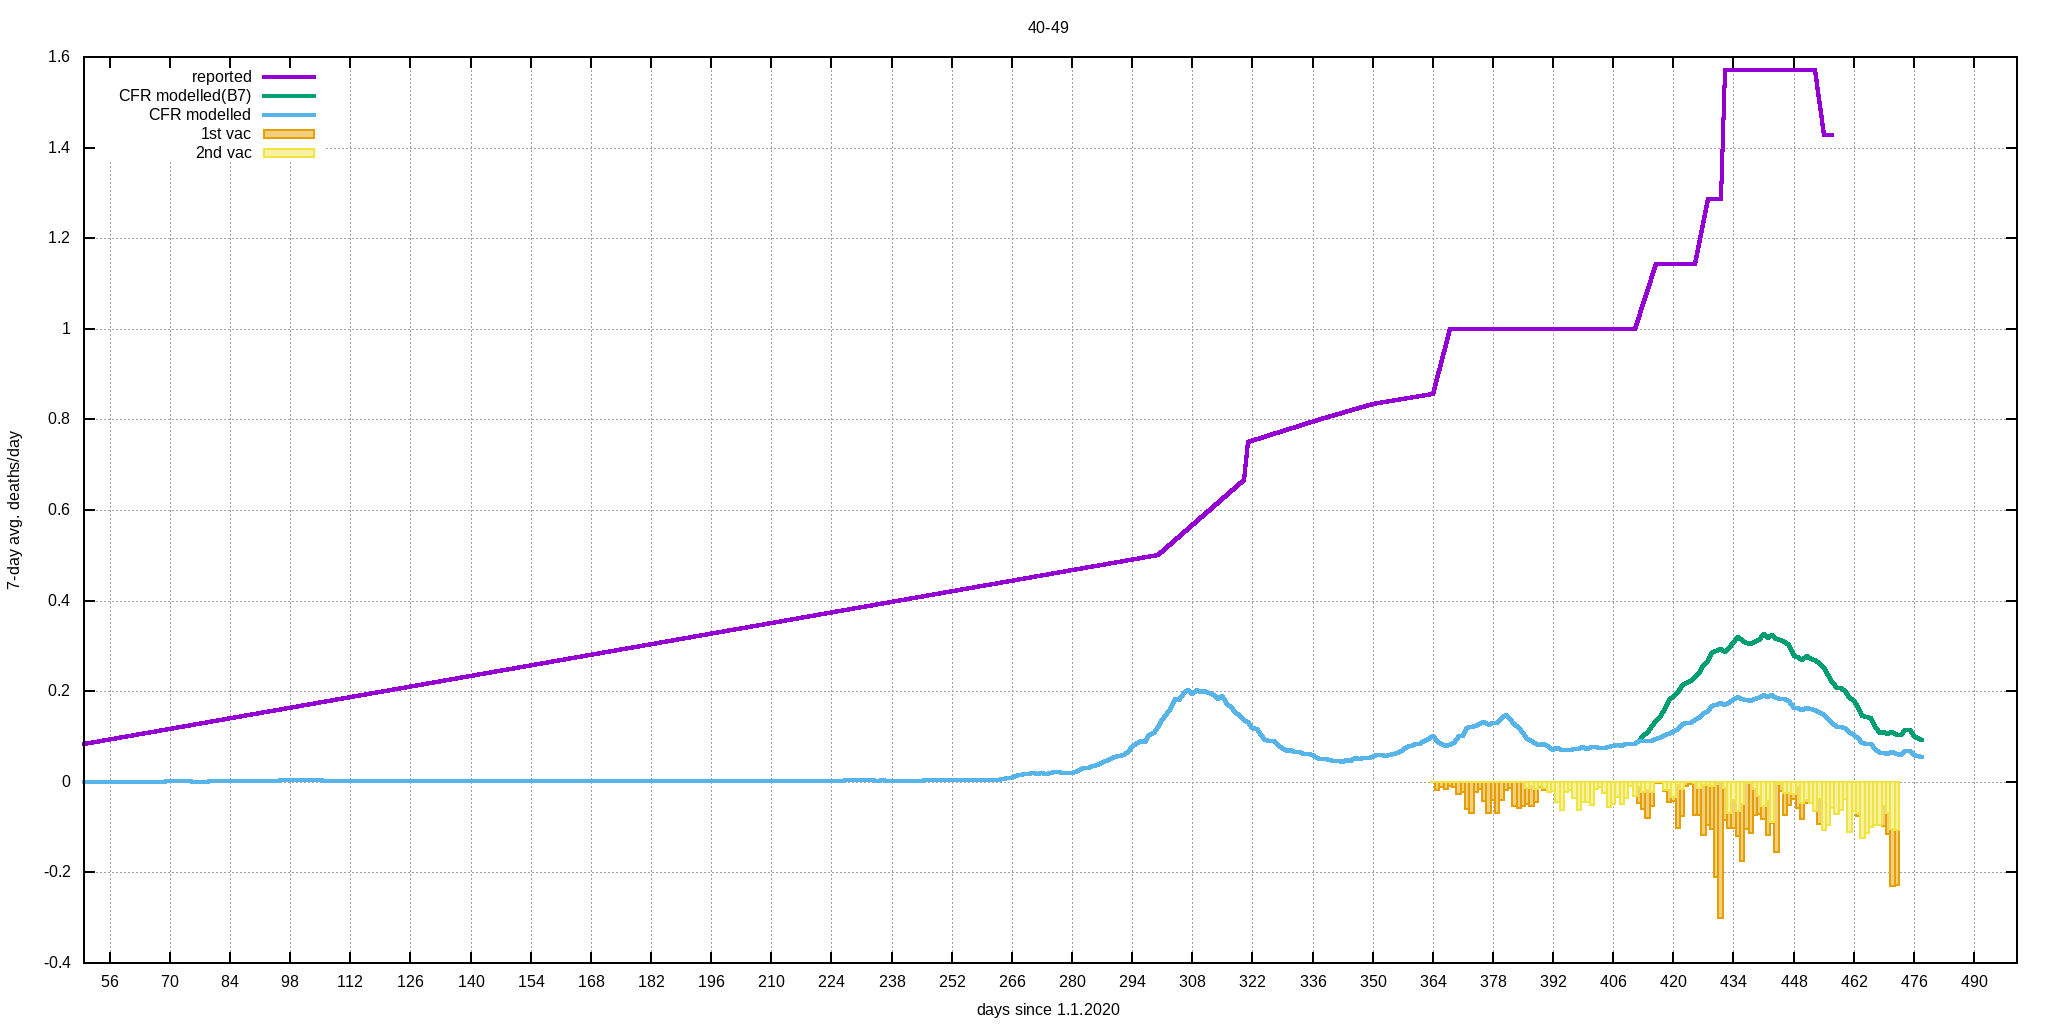 40-49
reported
CFR modelled(B7)
CFR modelled
1st vac
2nd vac
1.6
1.4
1.2
1
0.8
0.6
0.4
0.2
0
-0.2
-0.4
7-day avg. deaths/day
56 70 84 98 112 126 140 154 168 182 196 210 224 238 252 266 280 294 308 322 336 350 364 378 392 406 420 434 448 462 476 490
days since 1.1.2020